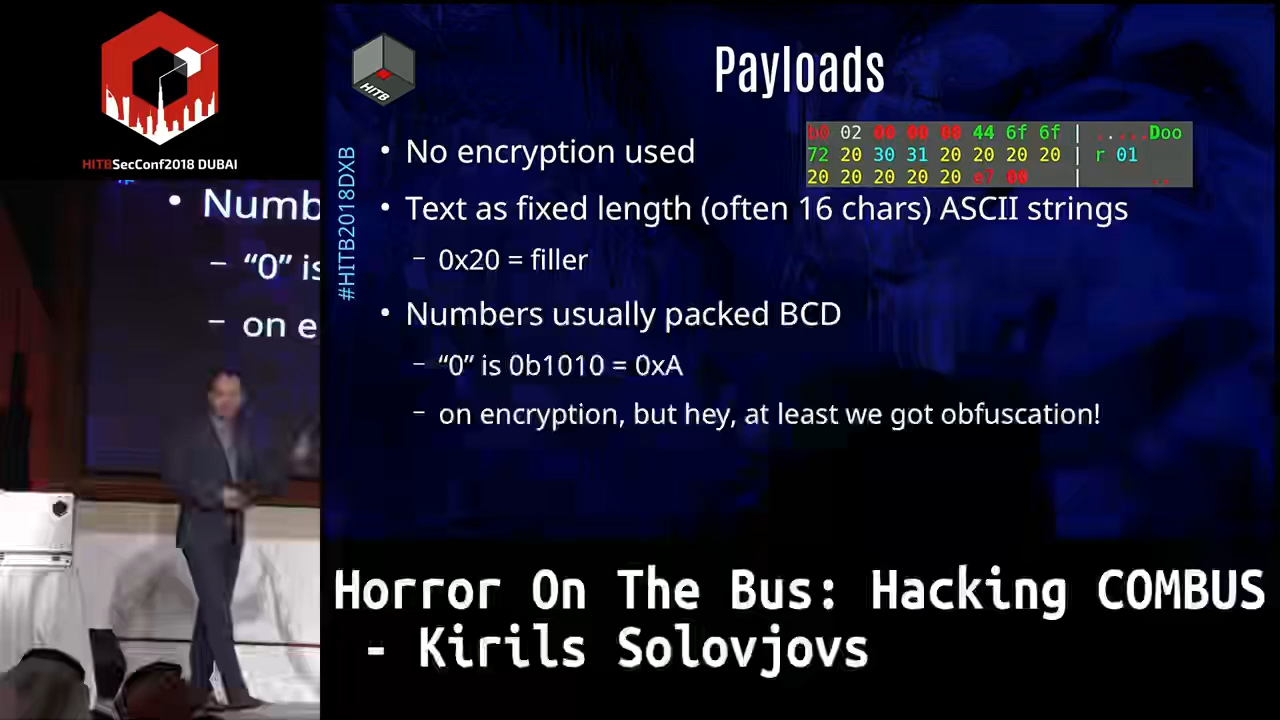 HITBSecConf2018 DUBAI
Numb
– “0” is
– on e
HITB
#HITB2018DXB
Payloads
• No encryption used
b0 02 00 00 00 44 6f 6f | .....Doo
72 20 30 31 20 20 20 20 | r 01
20 20 20 20 20 e7 00 | ..
• Text as fixed length (often 16 chars) ASCII strings
– 0x20 = filler
• Numbers usually packed BCD
– “0” is 0b1010 = 0xA
– on encryption, but hey, at least we got obfuscation!
Horror On The Bus: Hacking COMBUS
- Kirils Solovjovs